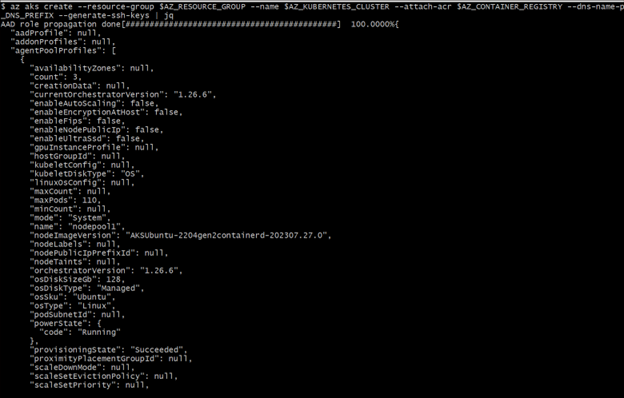 $ az aks create --resource-group $AZ_RESOURCE_GROUP --name $AZ_KUBERNETES_CLUSTER --attach-acr $AZ_CONTAINER_REGISTRY --dns-name-p
_DNS_PREFIX --generate-ssh-keys | jq
AAD role propagation done[############################################]  100.0000%{
"aadProfile": null,
"addonProfiles": null,
"agentPoolProfiles": [
{
"availabilityZones": null,
"count": 3,
"creationData": null,
"currentOrchestratorVersion": "1.26.6",
"enableAutoScaling": false,
"enableEncryptionAtHost": false,
"enableFips": false,
"enableNodePublicIp": false,
"enableUltraSsd": false,
"gpuInstanceProfile": null,
"hostGroupId": null,
"kubeletConfig": null,
"kubeletDiskType": "OS",
"linuxOsConfig": null,
"maxCount": null,
"maxPods": 110,
"minCount": null,
"mode": "System",
"name": "nodepool1",
"nodeImageVersion": "AKSUbuntu-2204gen2containerd-202307.27.0",
"nodeLabels": null,
"nodePublicIpPrefixId": null,
"nodeTaints": null,
"orchestratorVersion": "1.26.6",
"osDiskSizeGb": 128,
"osDiskType": "Managed",
"osSku": "Ubuntu",
"osType": "Linux",
"podSubnetId": null,
"powerState": {
"code": "Running"
},
"provisioningState": "Succeeded",
"proximityPlacementGroupId": null,
"scaleDownMode": null,
"scaleSetEvictionPolicy": null,
"scaleSetPriority": null,